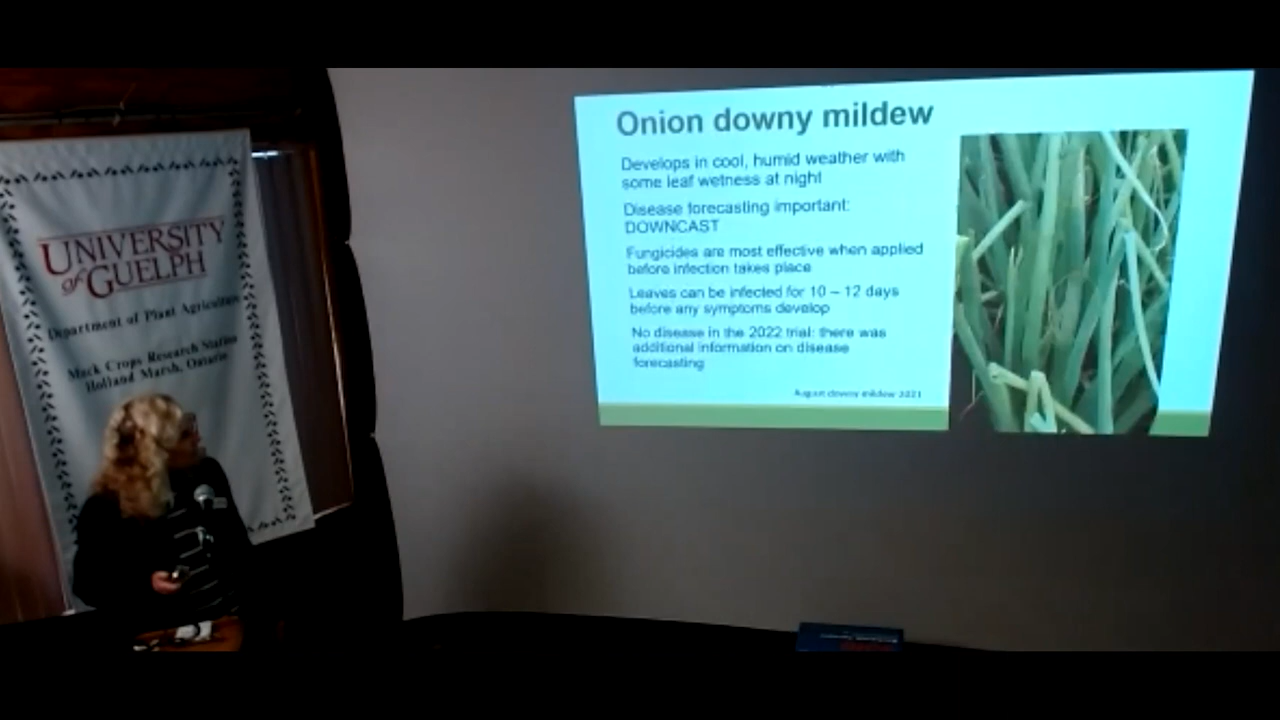 UNIVERSITY
of GUELPH
Department of Plant Agriculture
Muck Crops Research Station
Holland Marsh, Ontario
Onion downy mildew
Develops in cool, humid weather with
some leaf wetness at night
Disease forecasting important:
DOWNCAST
Fungicides are most effective when applied
before infection takes place
Leaves can be infected for 10 – 12 days
before any symptoms develop
No disease in the 2022 trial: there was
additional information on disease
forecasting
August downy mildew 2021